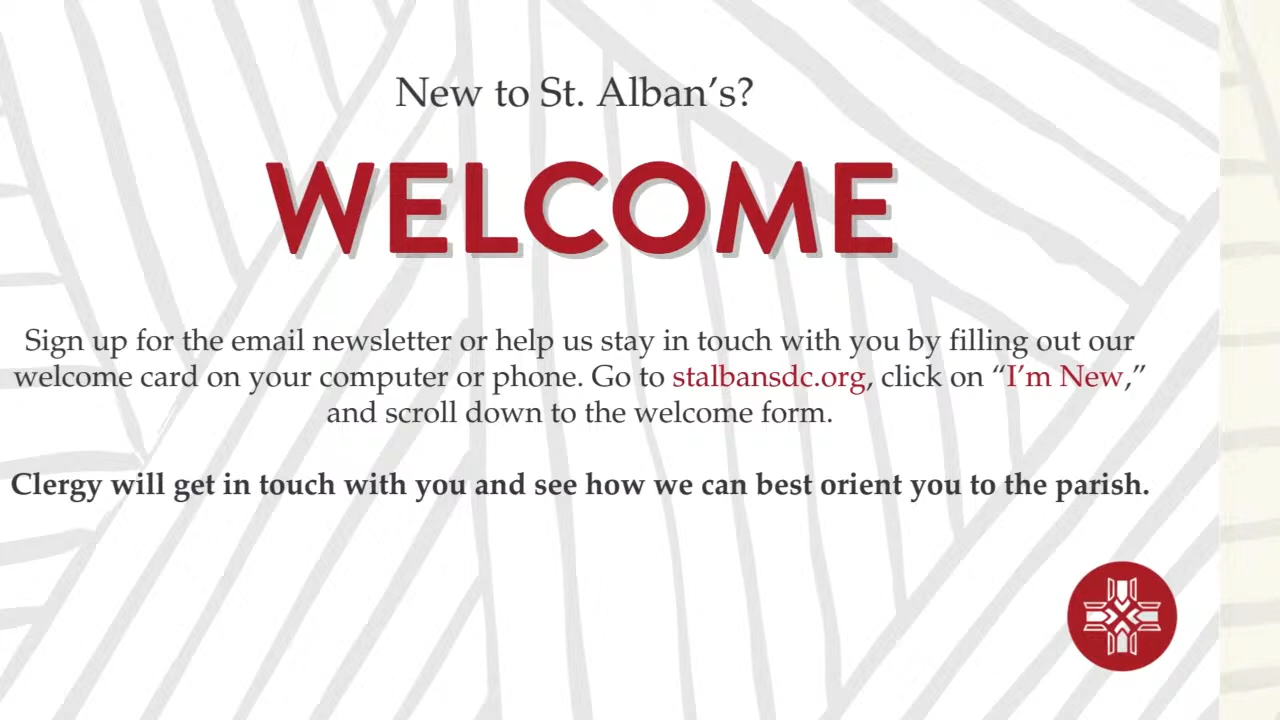 New to St. Alban’s?
WELCOME
Sign up for the email newsletter or help us stay in touch with you by filling out our
welcome card on your computer or phone. Go to stalbansdc.org, click on “I’m New,”
and scroll down to the welcome form.
Clergy will get in touch with you and see how we can best orient you to the parish.